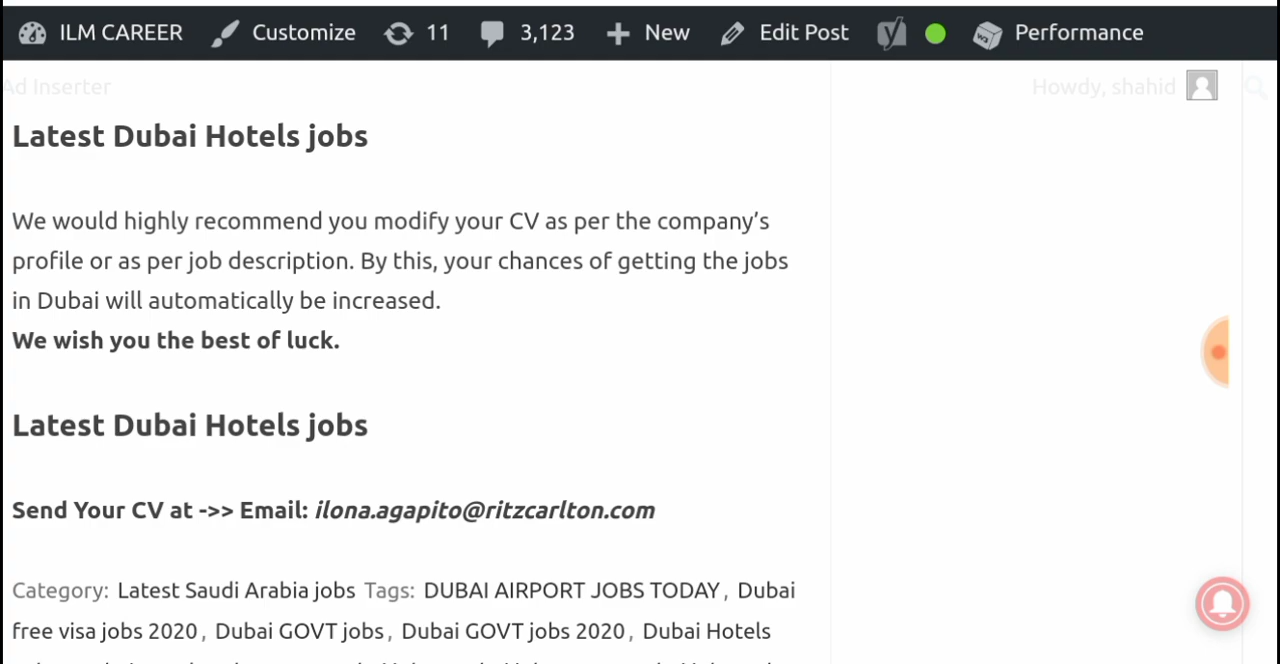 ILM CAREER Customize 11 3,123 New Edit Post Performance
Ad Inserter Howdy, shahid
Latest Dubai Hotels jobs
We would highly recommend you modify your CV as per the company’s
profile or as per job description. By this, your chances of getting the jobs
in Dubai will automatically be increased.
We wish you the best of luck.
Latest Dubai Hotels jobs
Send Your CV at ->> Email: ilona.agapito@ritzcarlton.com
Category: Latest Saudi Arabia jobs Tags: DUBAI AIRPORT JOBS TODAY, Dubai
free visa jobs 2020, Dubai GOVT jobs, Dubai GOVT jobs 2020, Dubai Hotels